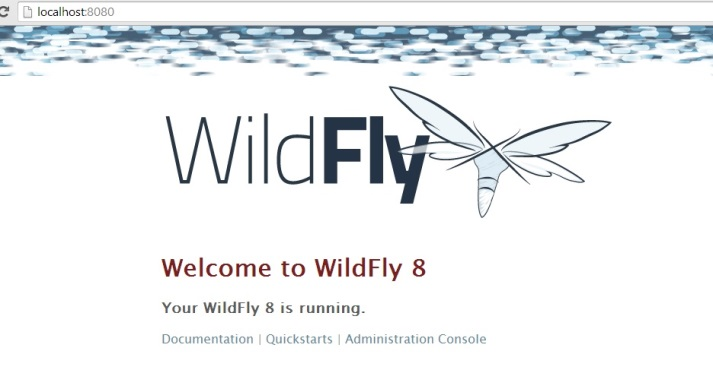 localhost:8080
WildFly
Welcome to WildFly 8
Your WildFly 8 is running.
Documentation | Quickstarts | Administration Console